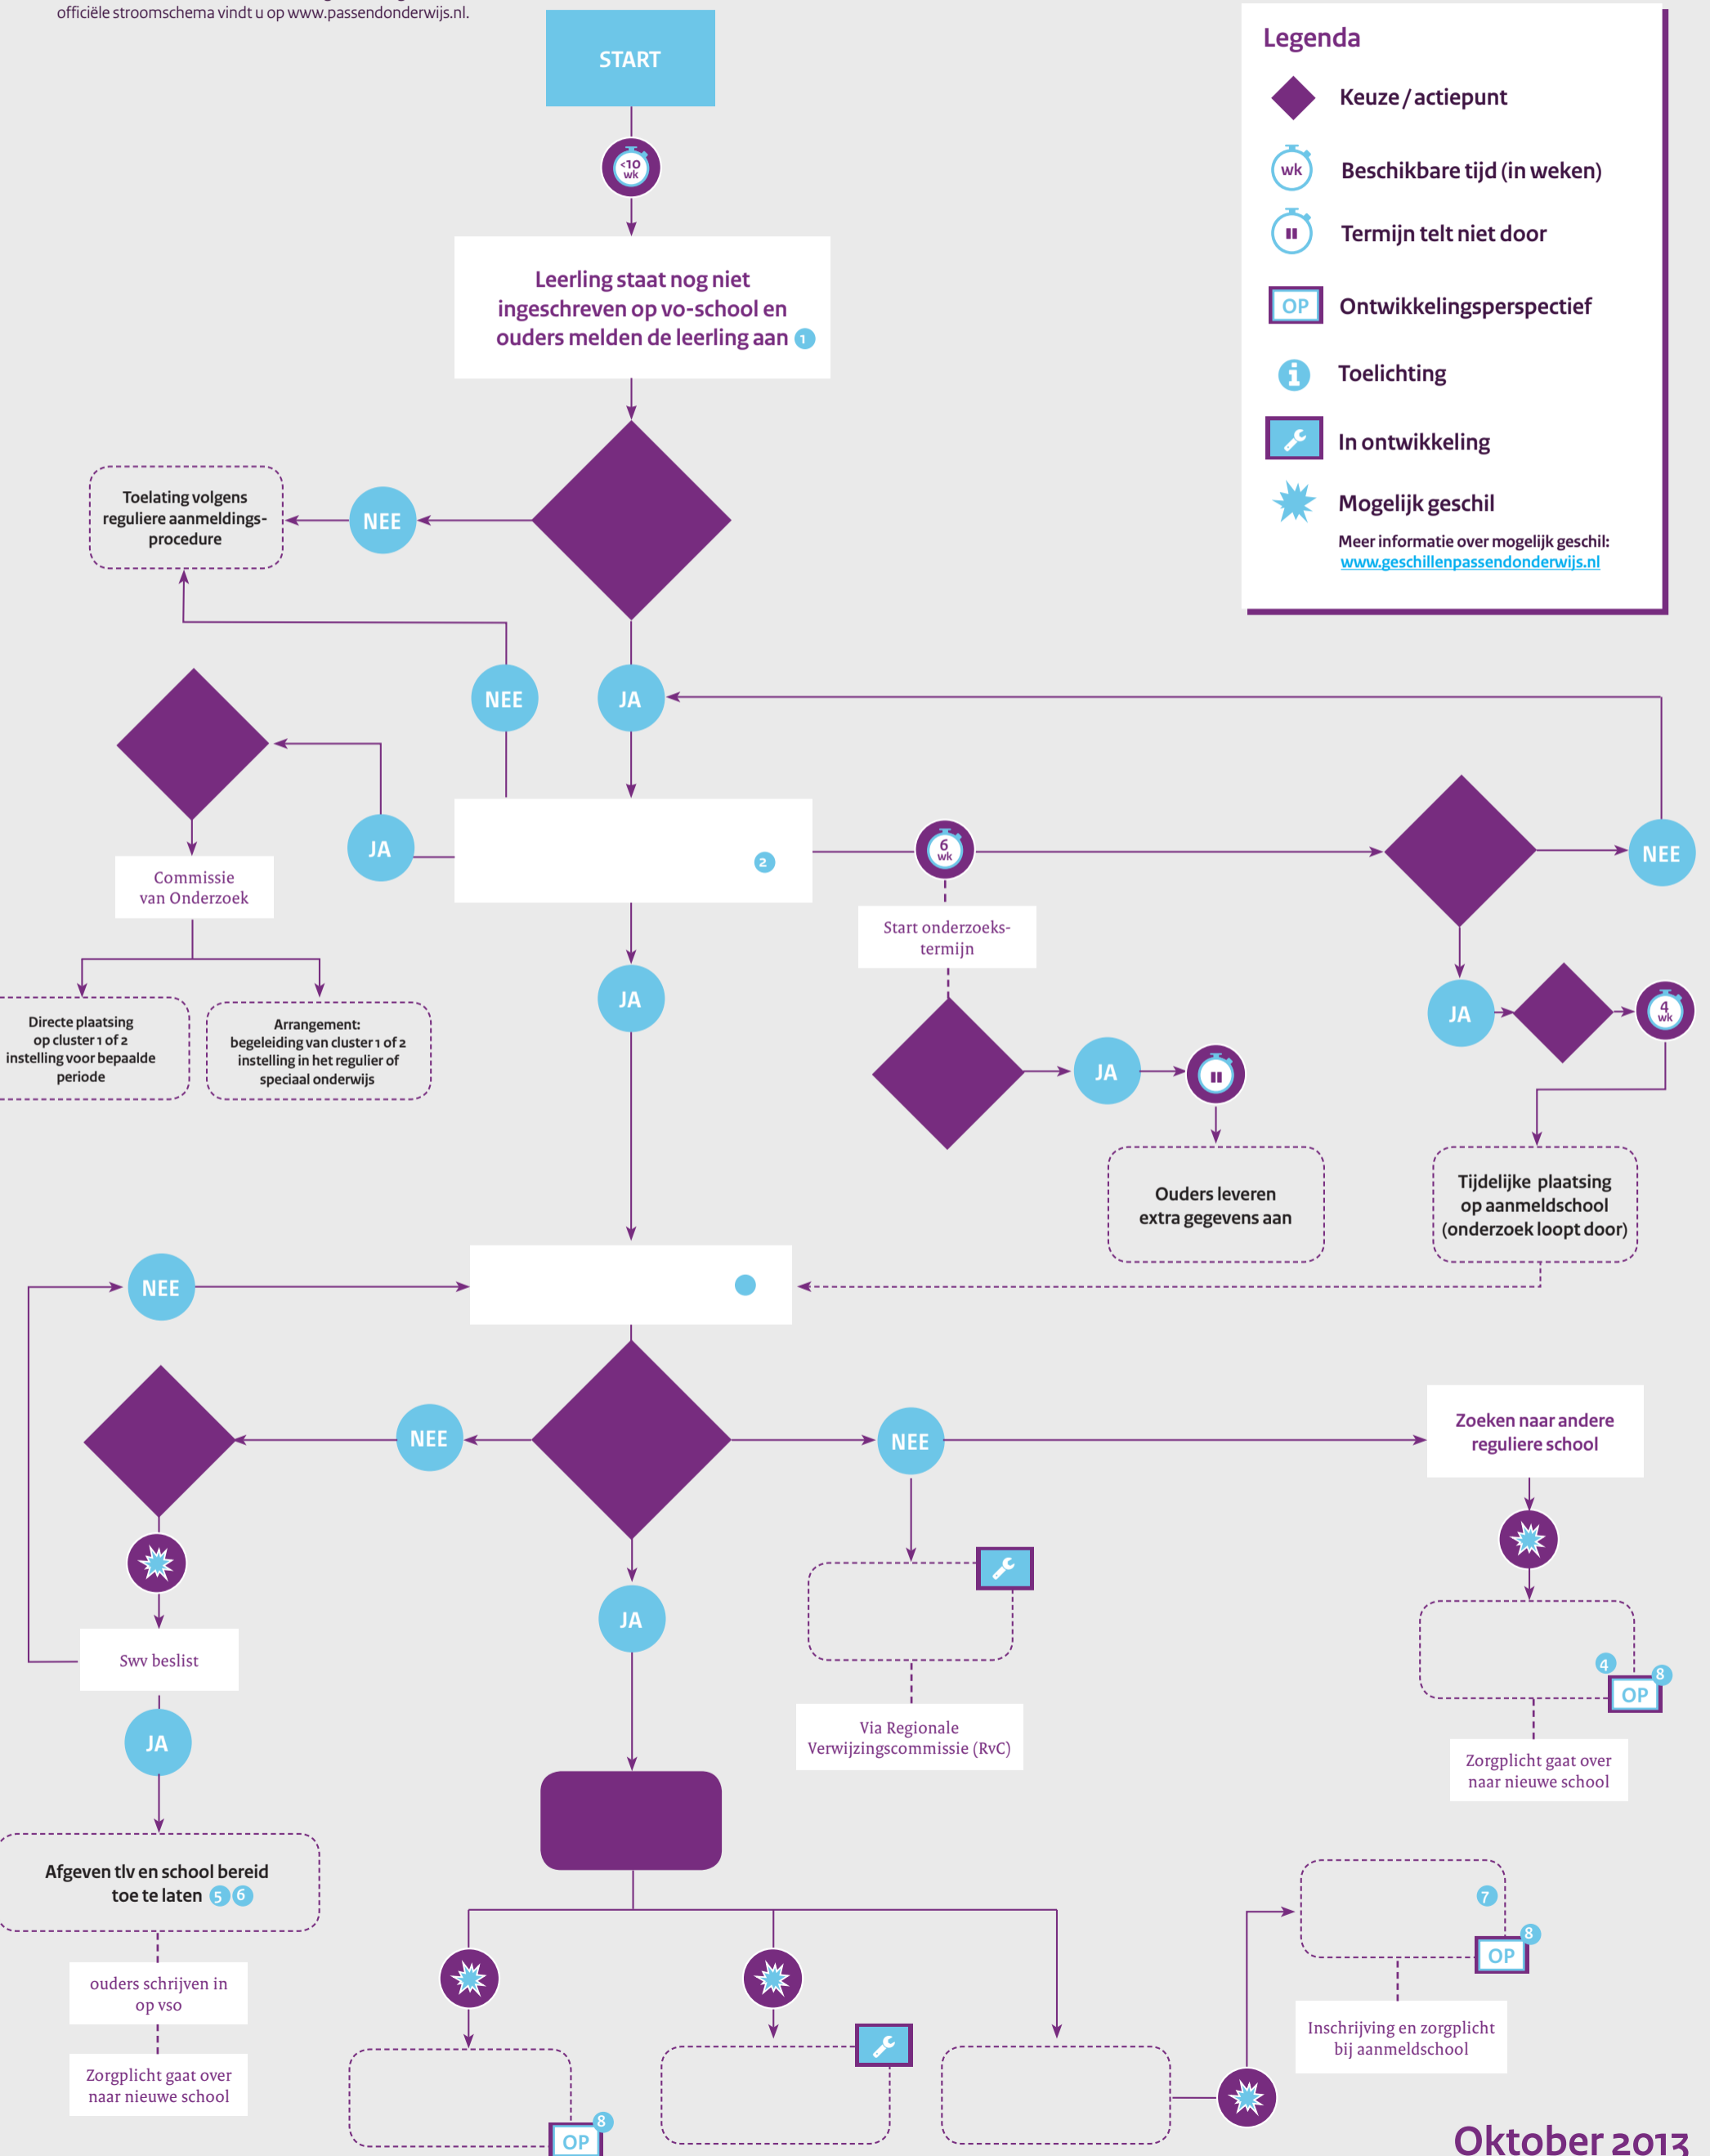 officiële stroomschema vindt u op www.passendonderwijs.nl.
START
<10
wk
Leerling staat nog niet
ingeschreven op vo-school en
ouders melden de leerling aan 1
Legenda
Keuze / actiepunt
wk
Beschikbare tijd (in weken)
Termijn telt niet door
OP
Ontwikkelingsperspectief
i
Toelichting
In ontwikkeling
Mogelijk geschil
Meer informatie over mogelijk geschil:
www.geschillenpassendonderwijs.nl
Toelating volgens
reguliere aanmeldings-
procedure
NEE
NEE
JA
JA
2
6
wk
NEE
Commissie
van Onderzoek
Start onderzoeks-
termijn
JA
JA
4
wk
Directe plaatsing
op cluster 1 of 2
instelling voor bepaalde
periode
Arrangement:
begeleiding van cluster 1 of 2
instelling in het regulier of
speciaal onderwijs
JA
Ouders leveren
extra gegevens aan
Tijdelijke plaatsing
op aanmeldschool
(onderzoek loopt door)
NEE
NEE
NEE
Zoeken naar andere
reguliere school
JA
Swv beslist
4
8
OP
JA
Via Regionale
Verwijzingscommissie (RvC)
Zorgplicht gaat over
naar nieuwe school
Afgeven tlv en school bereid
toe te laten 5 6
7
8
OP
ouders schrijven in
op vso
Inschrijving en zorgplicht
bij aanmeldschool
Zorgplicht gaat over
naar nieuwe school
8
OP
Oktober 2013